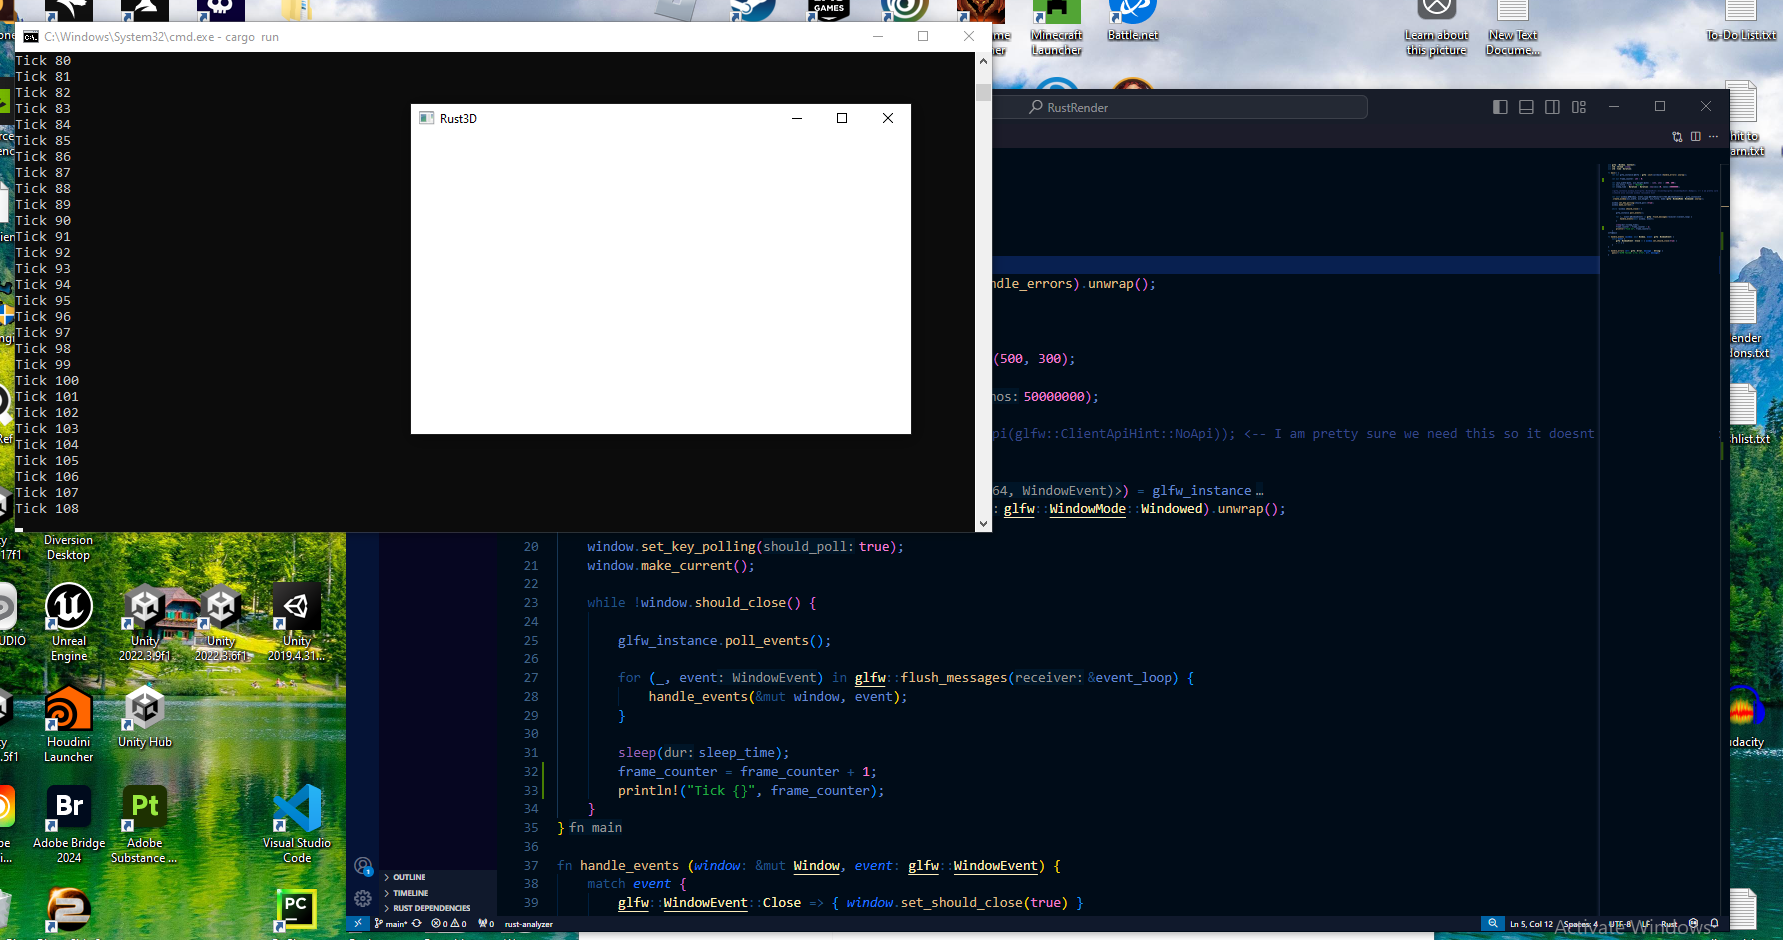 C:\Windows\System32\cmd.exe - cargo run
Tick 80
Tick 81
Tick 82
Tick 83
Tick 84
Tick 85
Tick 86
Tick 87
Tick 88
Tick 89
Tick 90
Tick 91
Tick 92
Tick 93
Tick 94
Tick 95
Tick 96
Tick 97
Tick 98
Tick 99
Tick 100
Tick 101
Tick 102
Tick 103
Tick 104
Tick 105
Tick 106
Tick 107
Tick 108
Rust3D
GAMES
Minecraft
Launcher
Battle.net
Learn about
this picture
New Text
Docume...
To-Do List.txt
RustRender
ndle_errors).unwrap();
(500, 300);
nos: 50000000);
pi(glfw::ClientApiHint::NoApi)); <-- I am pretty sure we need this so it doesnt
64, WindowEvent)>) = glfw_instance…
: glfw::WindowMode::Windowed).unwrap();
20 window.set_key_polling(should_poll: true);
21 window.make_current();
22
23 while !window.should_close() {
24
25 glfw_instance.poll_events();
26
27 for (_, event: WindowEvent) in glfw::flush_messages(receiver: &event_loop) {
28 handle_events(&mut window, event);
29 }
30
31 sleep(dur: sleep_time);
32 frame_counter = frame_counter + 1;
33 println!("Tick {}", frame_counter);
34 }
35 } fn main
36
37 fn handle_events (window: &mut Window, event: glfw::WindowEvent) {
38 match event {
39 glfw::WindowEvent::Close => { window.set_should_close(true) }
OUTLINE
TIMELINE
RUST DEPENDENCIES
main* 0 0 0 rust-analyzer
Ln 5, Col 12 Spaces: 4 UTF-8 LF Rust
Activate Windows
Diversion
Desktop
Unreal
Engine
Unity
2022.3.9f1
Unity
2022.3.6f1
Unity
2019.4.31...
Houdini
Launcher
Unity Hub
Br
Adobe Bridge
2024
Pt
Adobe
Substance ...
Visual Studio
Code
PC